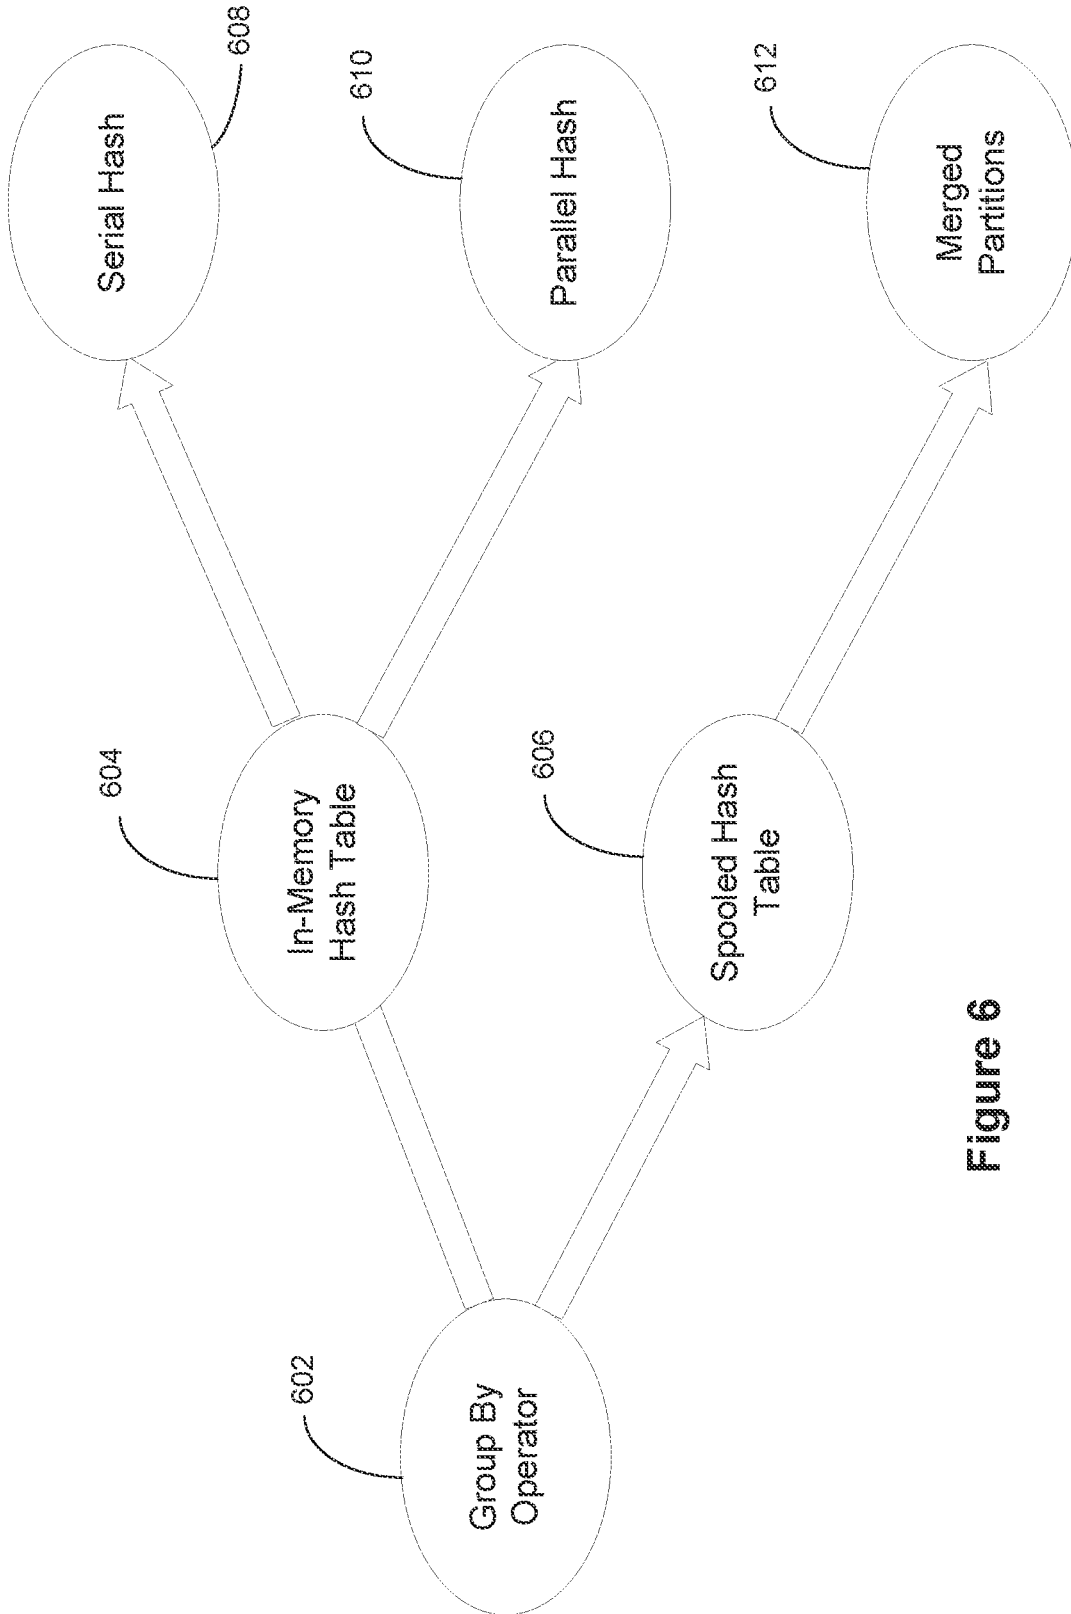 608
Serial Hash
610
Parallel Hash
612
Merged
Partitions
604
In-Memory
Hash Table
606
Spooled Hash
Table
602
Group By
Operator
Figure 6